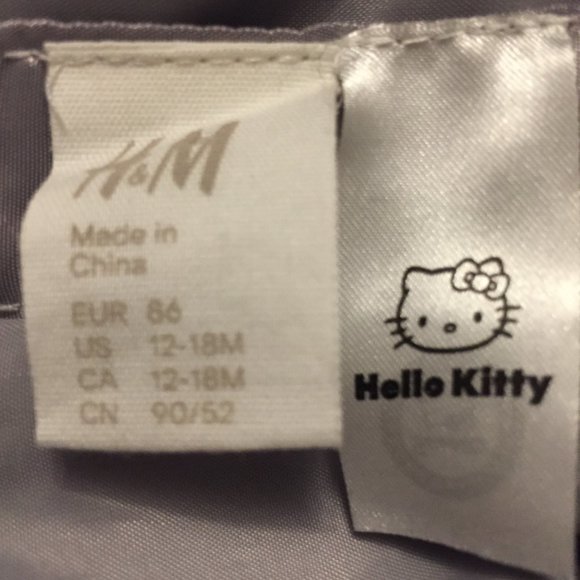 H&M
Made in
China
EUR 86
US 12-18M
CA 12-18M
CN 90/52
Hello Kitty